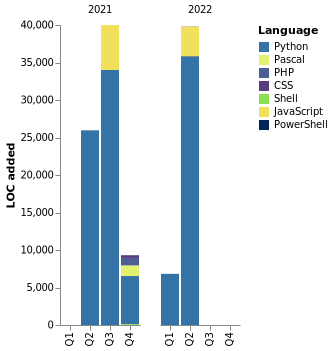 2021 2022
Language
Python
Pascal
PHP
CSS
Shell
JavaScript
PowerShell
LOC added
40,000
35,000
30,000
25,000
20,000
15,000
10,000
5,000
0
Q1 Q2 Q3 Q4 Q1 Q2 Q3 Q4